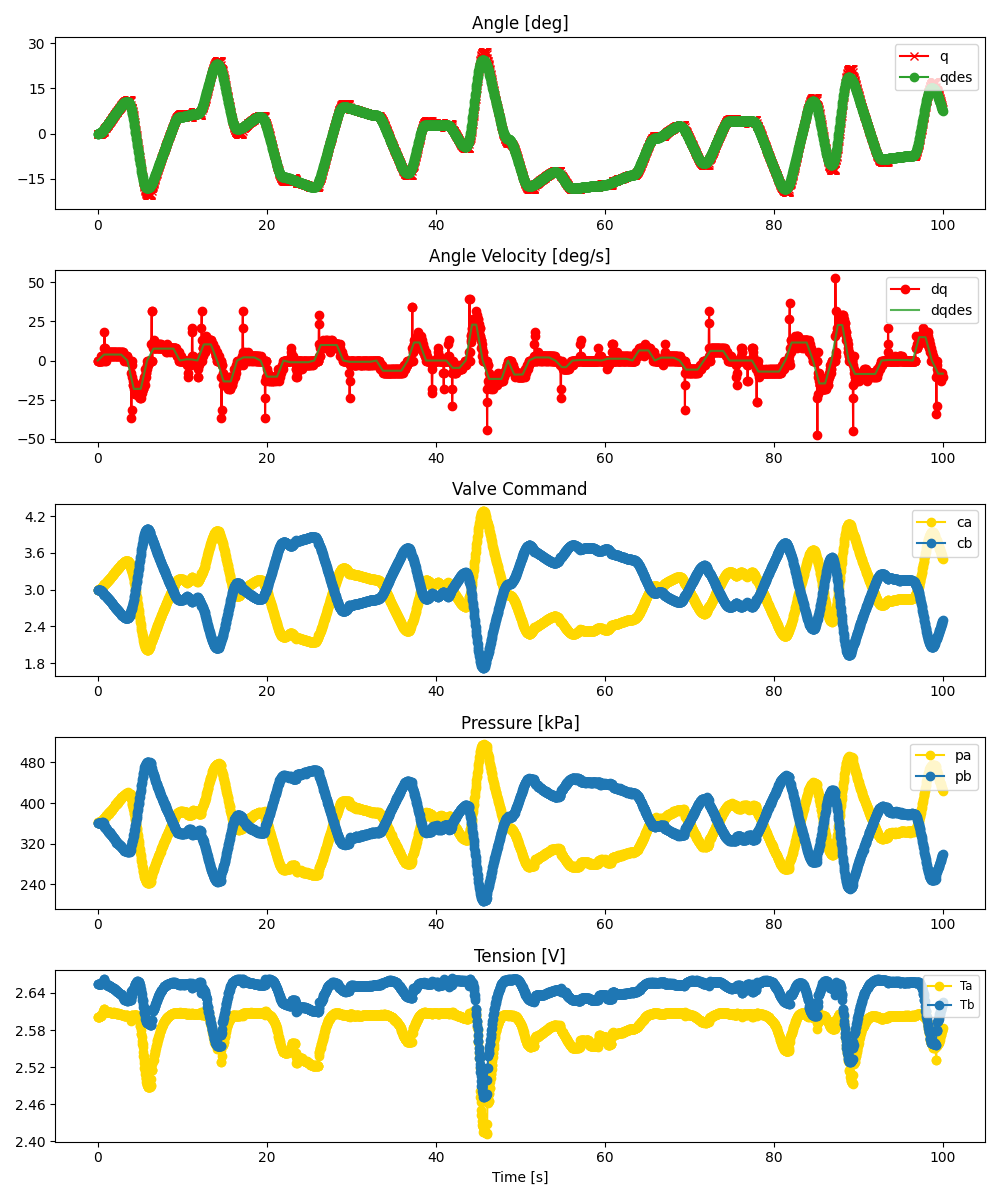 Angle [deg]
30
15
0
−15
q
qdes
0 20 40 60 80 100
Angle Velocity [deg/s]
50
25
0
−25
−50
dq
dqdes
0 20 40 60 80 100
Valve Command
4.2
3.6
3.0
2.4
1.8
ca
cb
0 20 40 60 80 100
Pressure [kPa]
480
400
320
240
pa
pb
0 20 40 60 80 100
Tension [V]
2.64
2.58
2.52
2.46
2.40
Ta
Tb
0 20 40 60 80 100
Time [s]